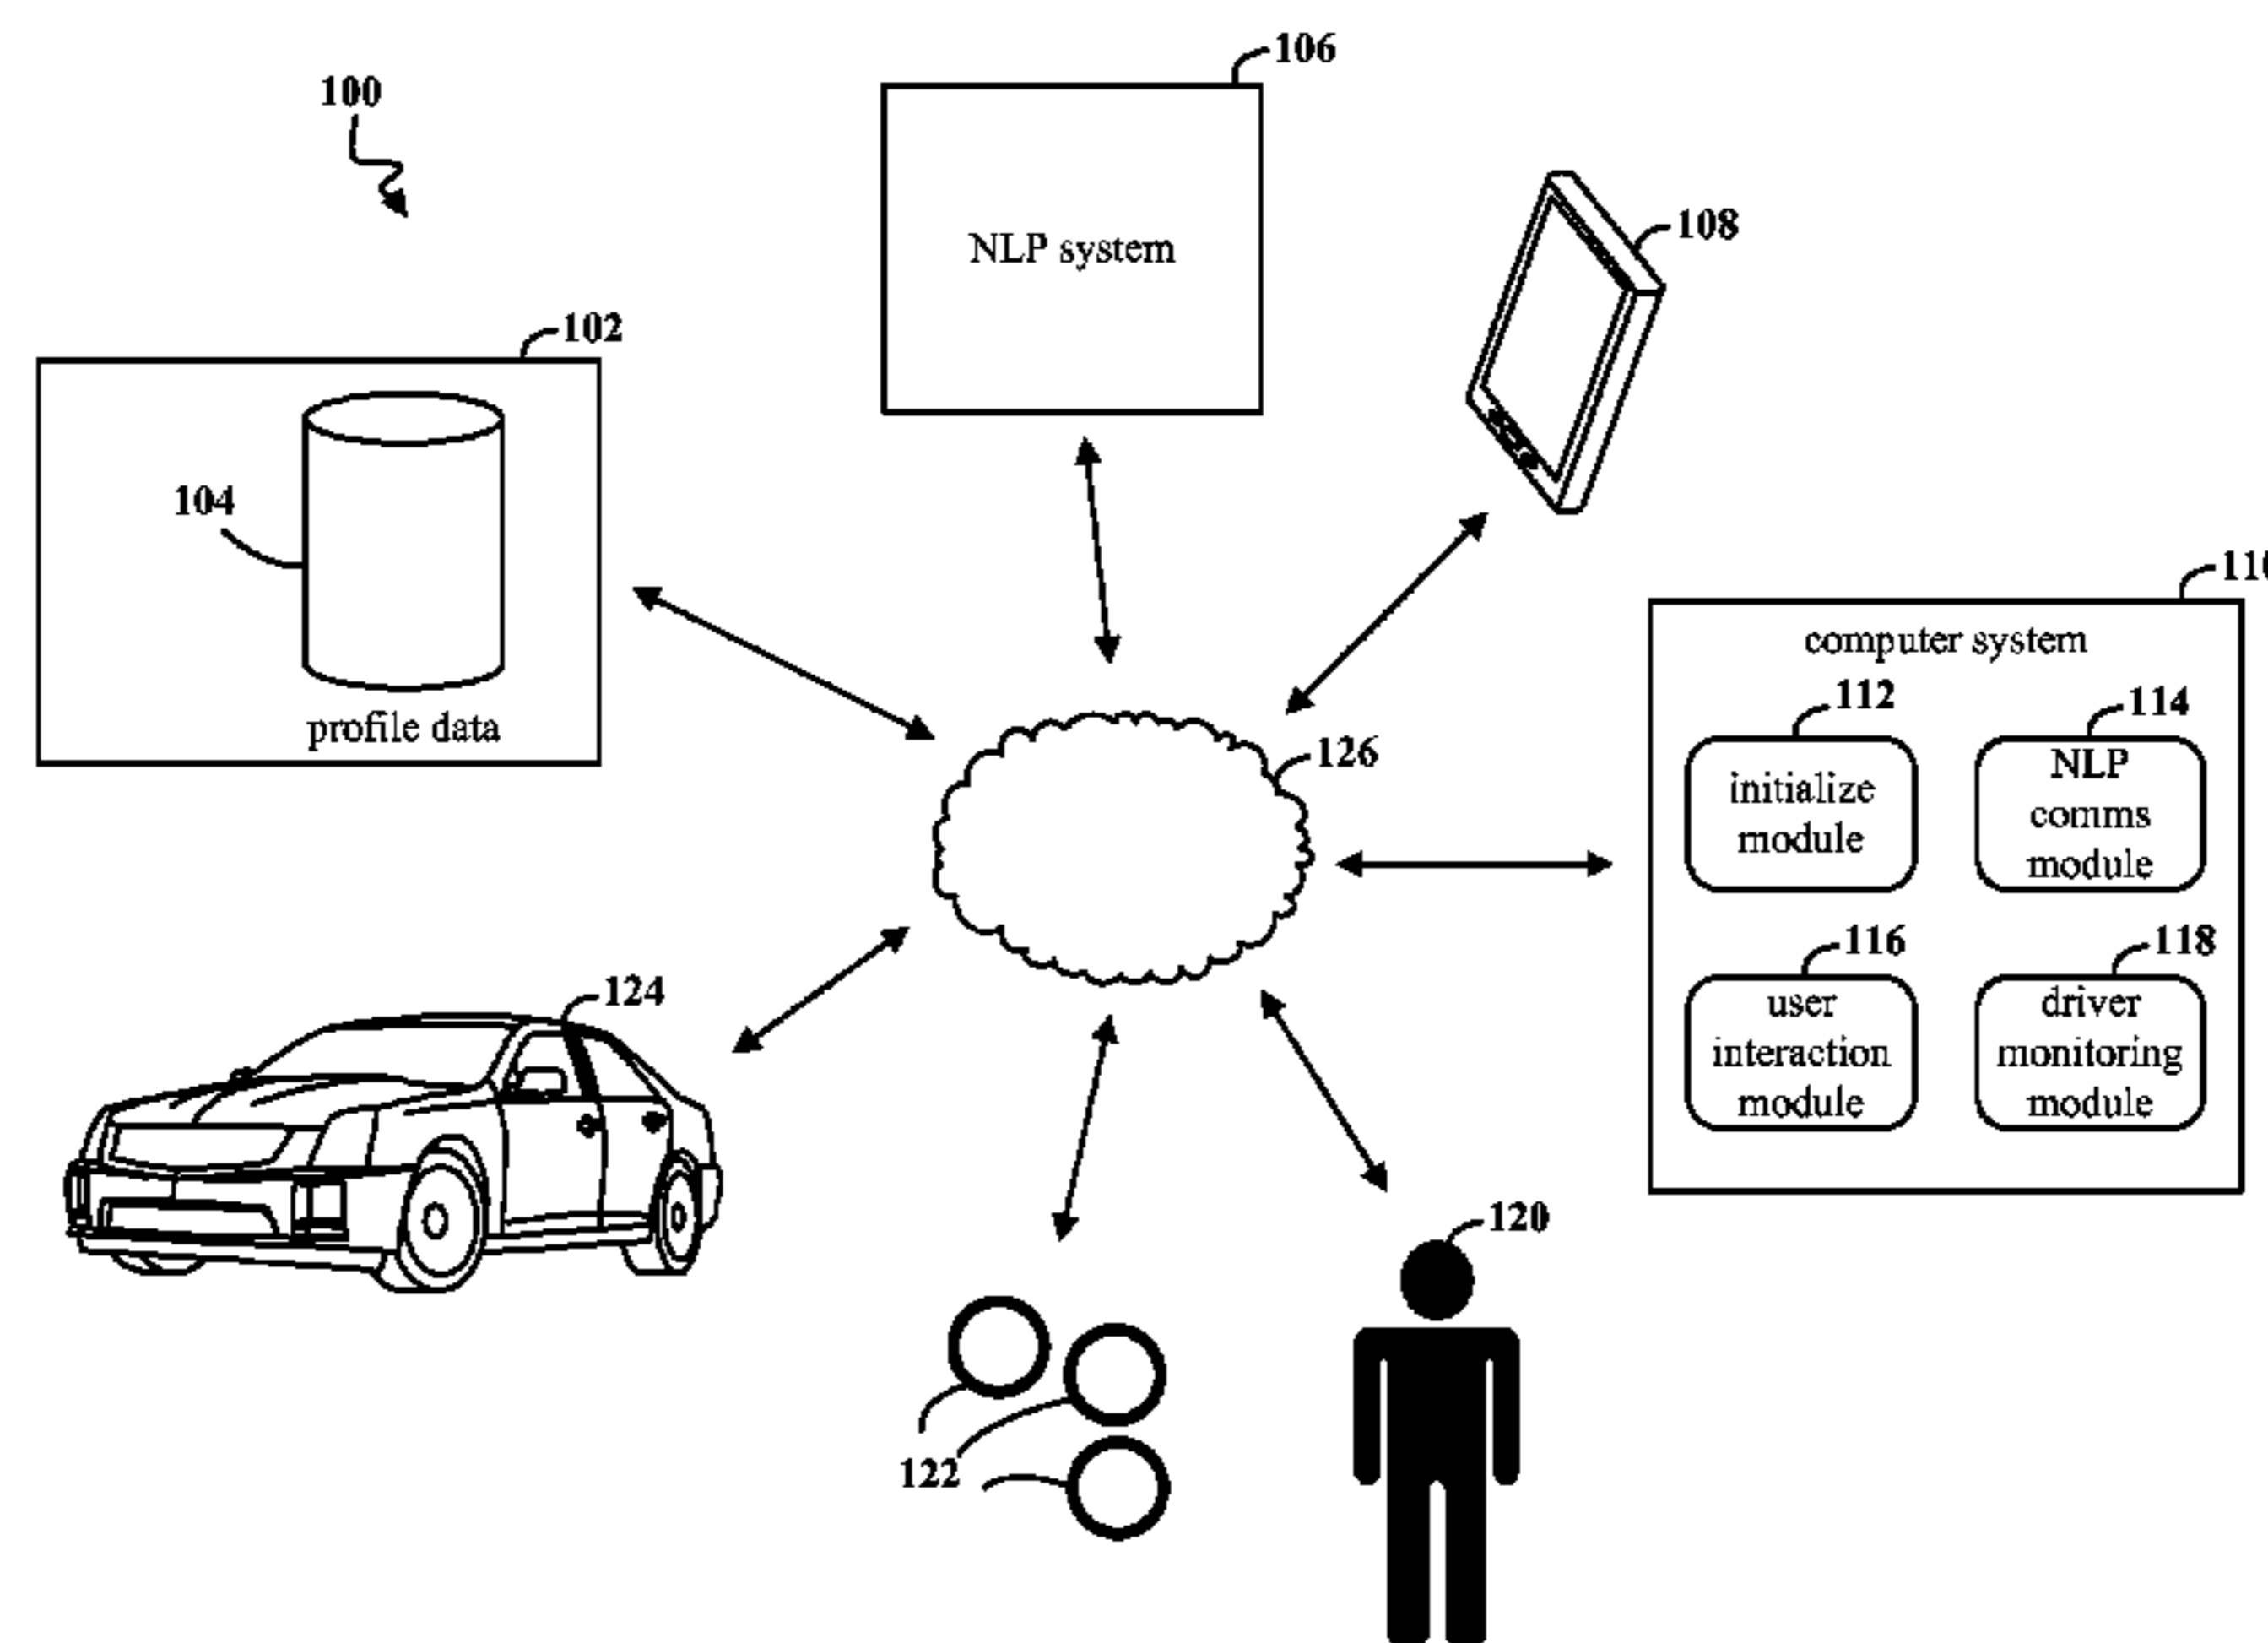 106
100
NLP system
108
102
104
profile data
110
computer system
112
114
initialize
module
NLP
comms
module
126
116
118
user
interaction
module
driver
monitoring
module
124
120
122